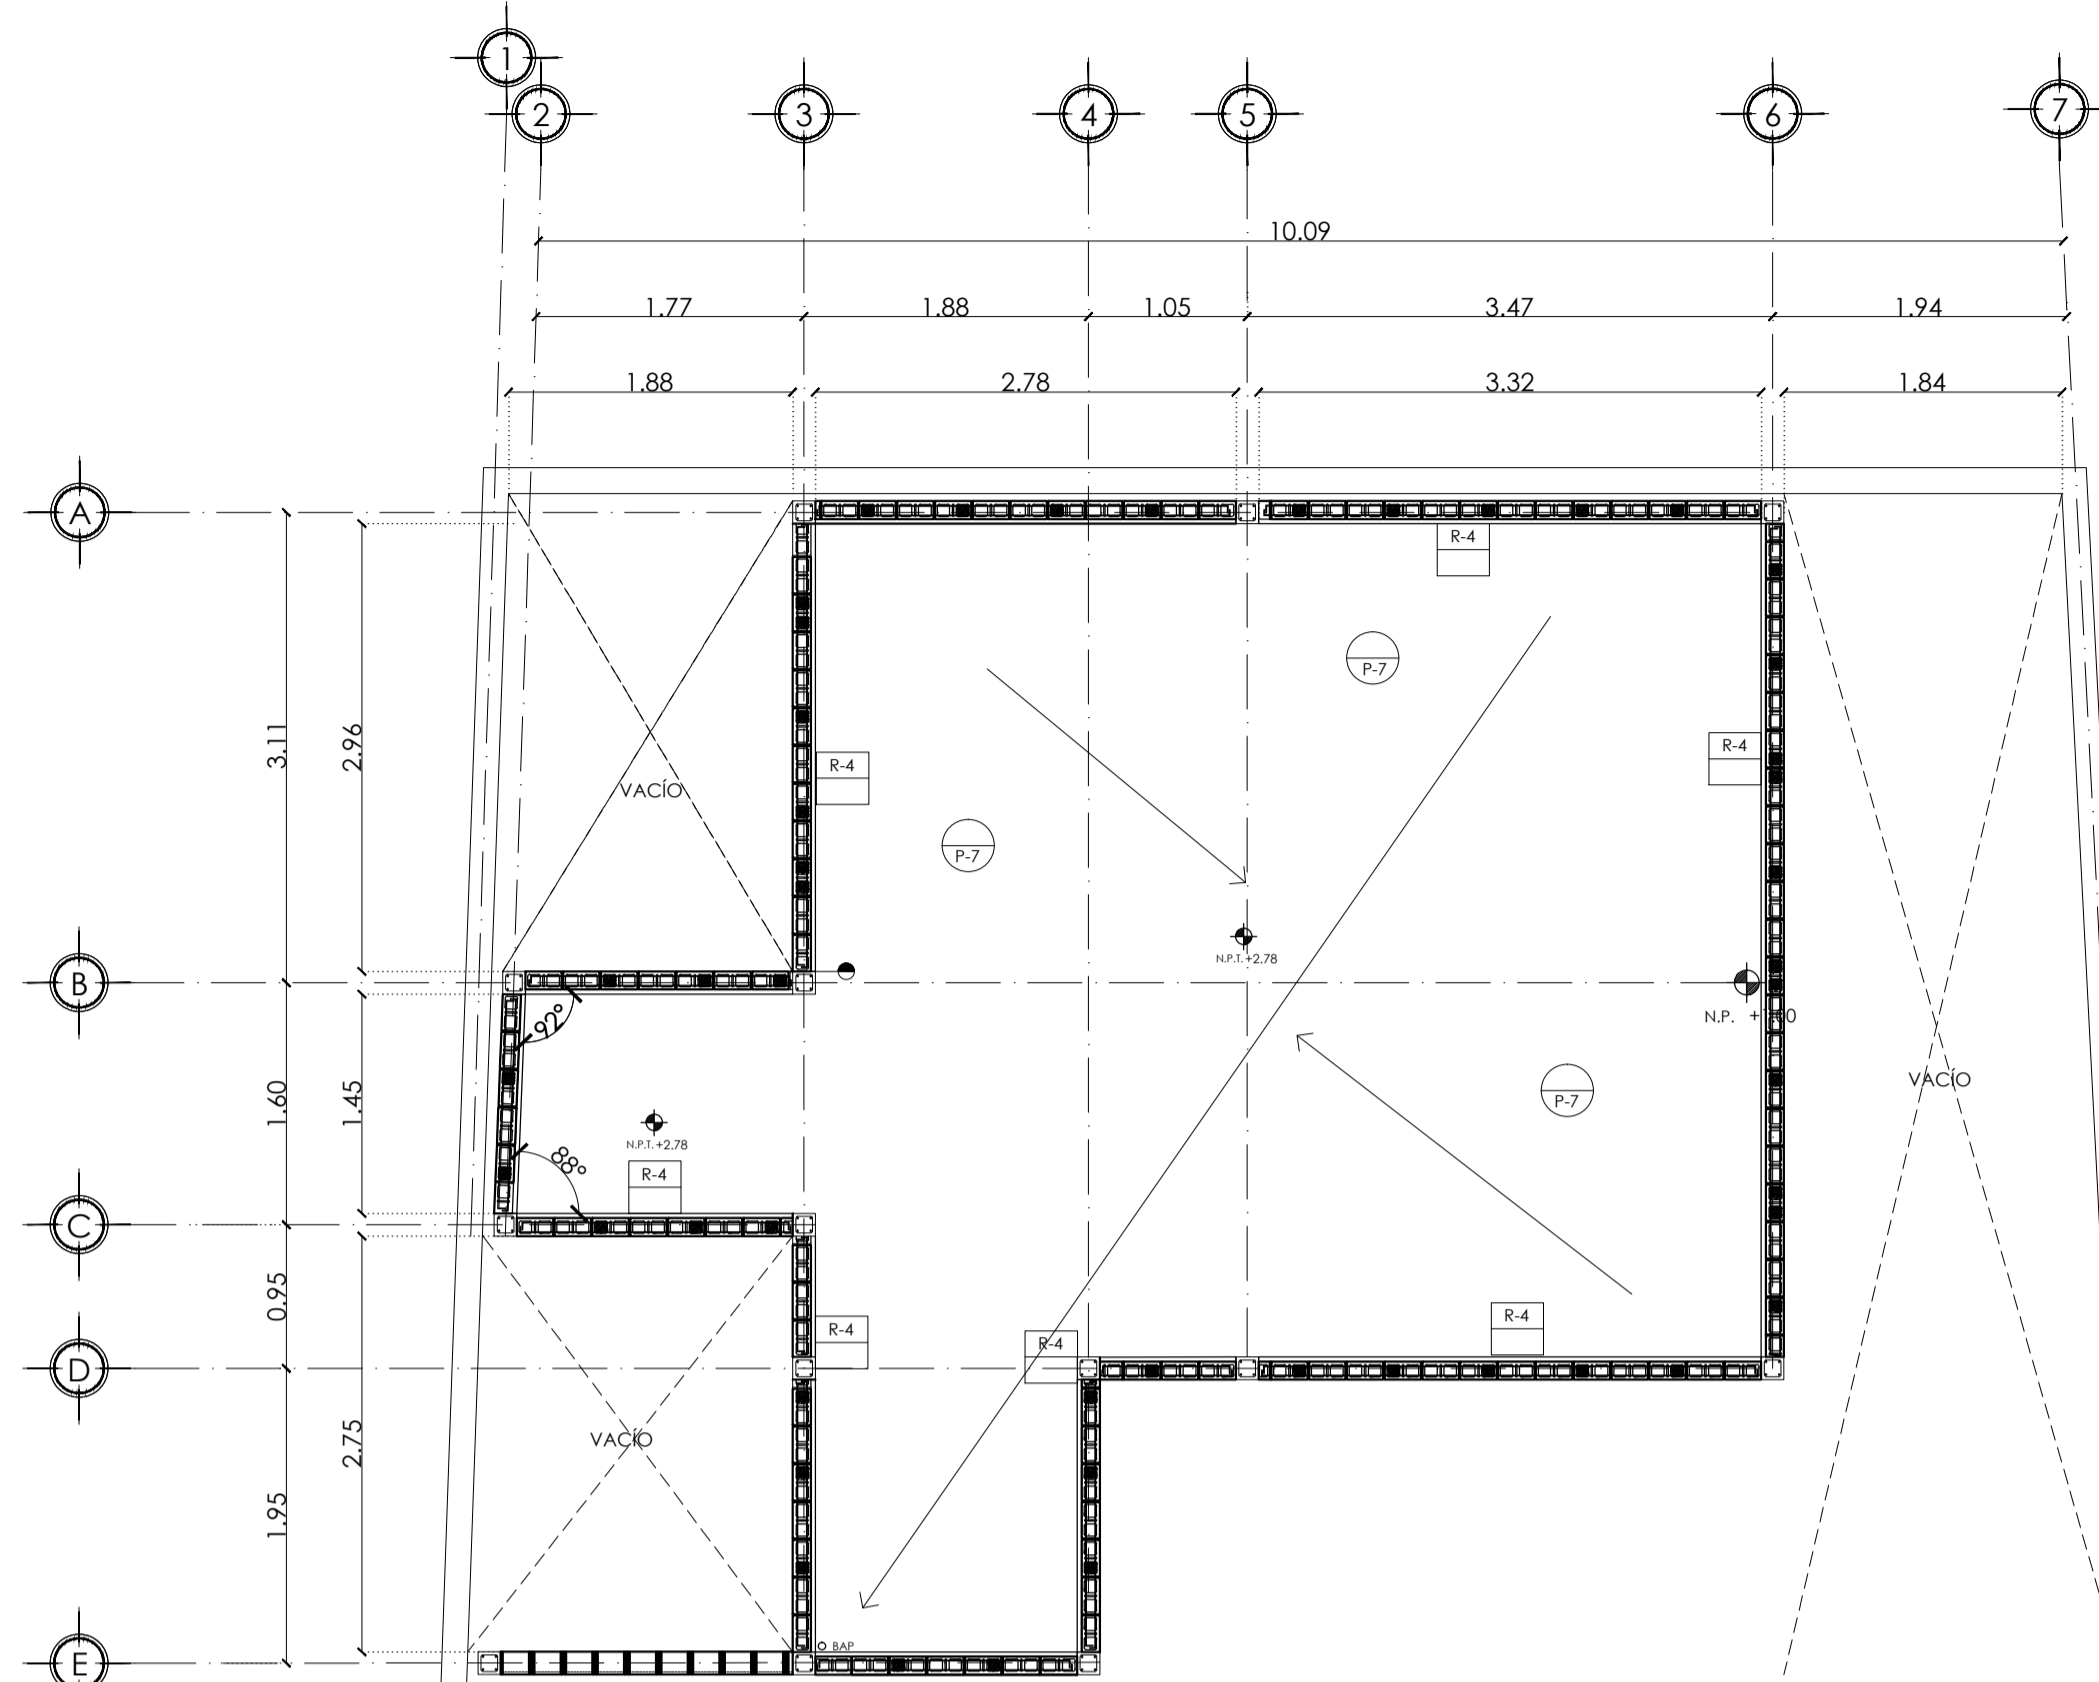 1
2
3
4
5
6
7
10.09
1.77
1.88
1.05
3.47
1.94
1.88
2.78
3.32
1.84
A
R-4
P-7
3.11
2.96
R-4
R-4
VACÍO
P-7
N.P.T. +2.78
B
N.P. +
92°
VACÍO
1.60
1.45
P-7
N.P.T. +2.78
88°
R-4
C
0.95
R-4
R-4
R-4
D
VACÍO
2.75
1.95
BAP
E